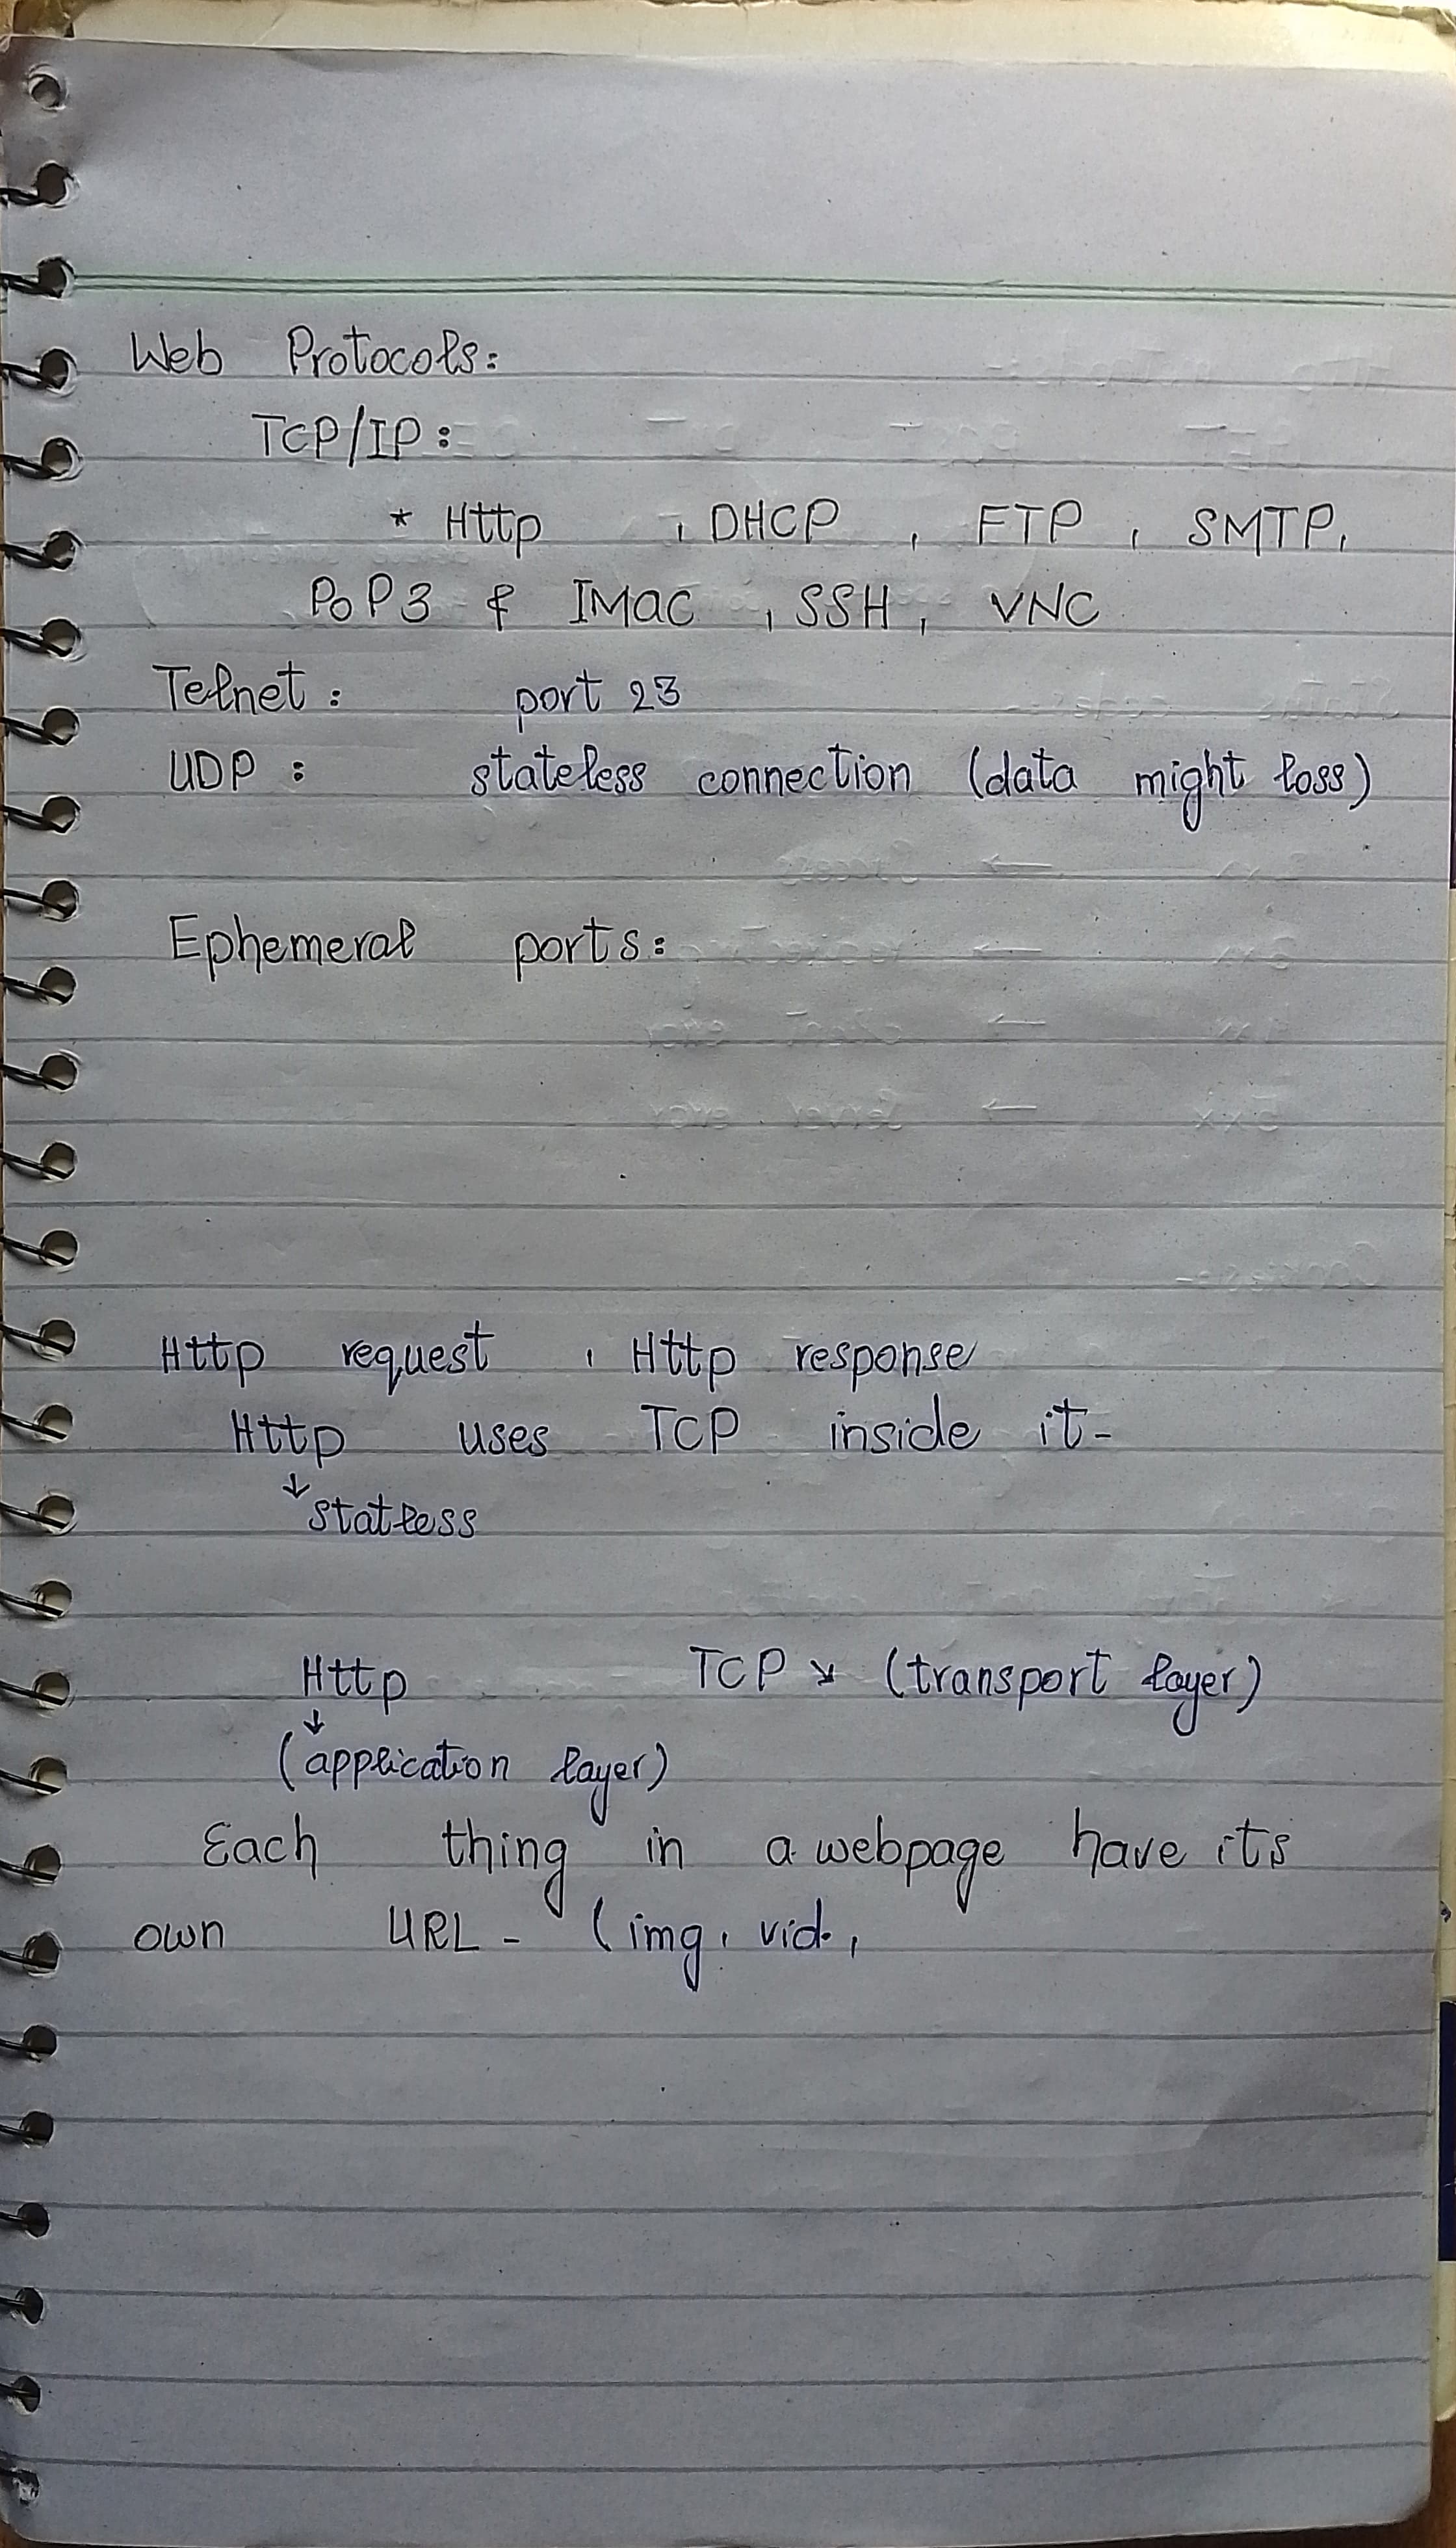 Web Protocols:
TCP/IP:
* Http , DHCP , FTP , SMTP,
PoP3 & IMAC , SSH, VNC
Telnet: port 23
UDP: stateless connection (data might loss)
Ephemeral ports:
Http request , Http response
Http uses TCP inside it-
↓ statless
Http TCP ↘ (transport layer)
↓
(application layer)
Each thing in a webpage have its
own URL - (img, vid,